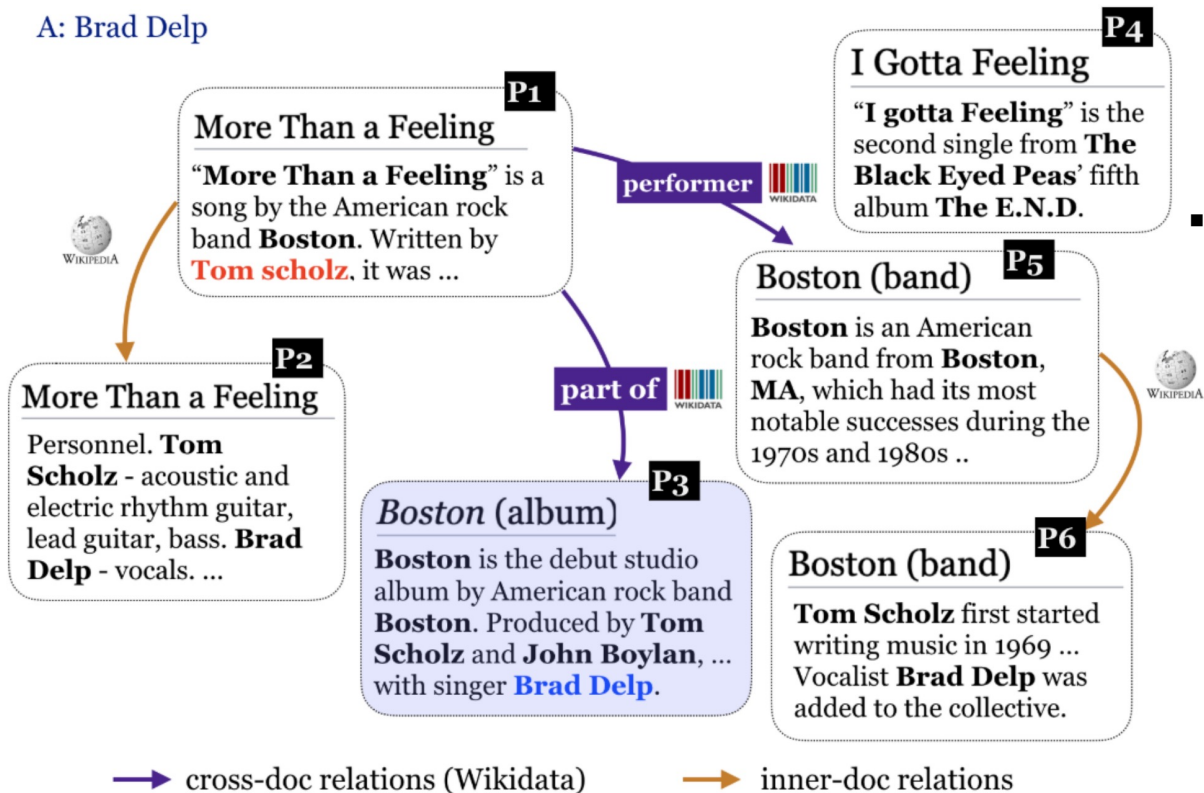 A: Brad Delp
P1
More Than a Feeling
“More Than a Feeling” is a
song by the American rock
band Boston. Written by
Tom scholz, it was ...
P4
I Gotta Feeling
“I gotta Feeling” is the
second single from The
Black Eyed Peas’ fifth
album The E.N.D.
performer
WIKIDATA
WIKIPEDIA
P5
Boston (band)
Boston is an American
rock band from Boston,
MA, which had its most
notable successes during the
1970s and 1980s ..
WIKIPEDIA
P2
More Than a Feeling
Personnel. Tom
Scholz - acoustic and
electric rhythm guitar,
lead guitar, bass. Brad
Delp - vocals. ...
part of
WIKIDATA
P3
Boston (album)
Boston is the debut studio
album by American rock band
Boston. Produced by Tom
Scholz and John Boylan, ...
with singer Brad Delp.
P6
Boston (band)
Tom Scholz first started
writing music in 1969 ...
Vocalist Brad Delp was
added to the collective.
cross-doc relations (Wikidata)
inner-doc relations